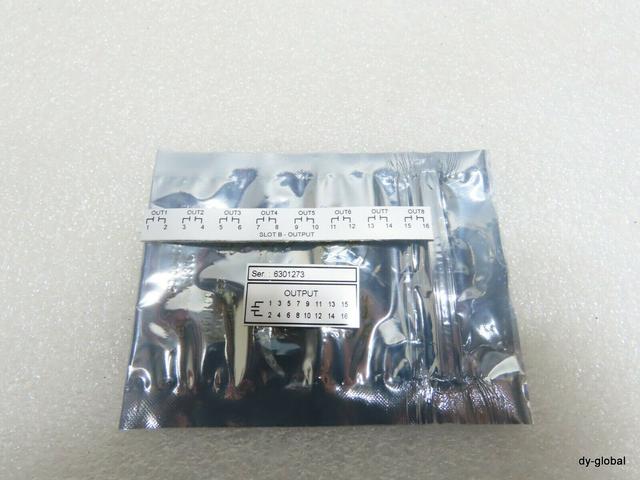 OUT1 OUT2 OUT3 OUT4 OUT5 OUT6 OUT7 OUT8
1 2 3 4 5 6 7 8 9 10 11 12 13 14 15 16
SLOT B - OUTPUT
Ser. : 6301273
OUTPUT
1 3 5 7 9 11 13 15
2 4 6 8 10 12 14 16
dy-global